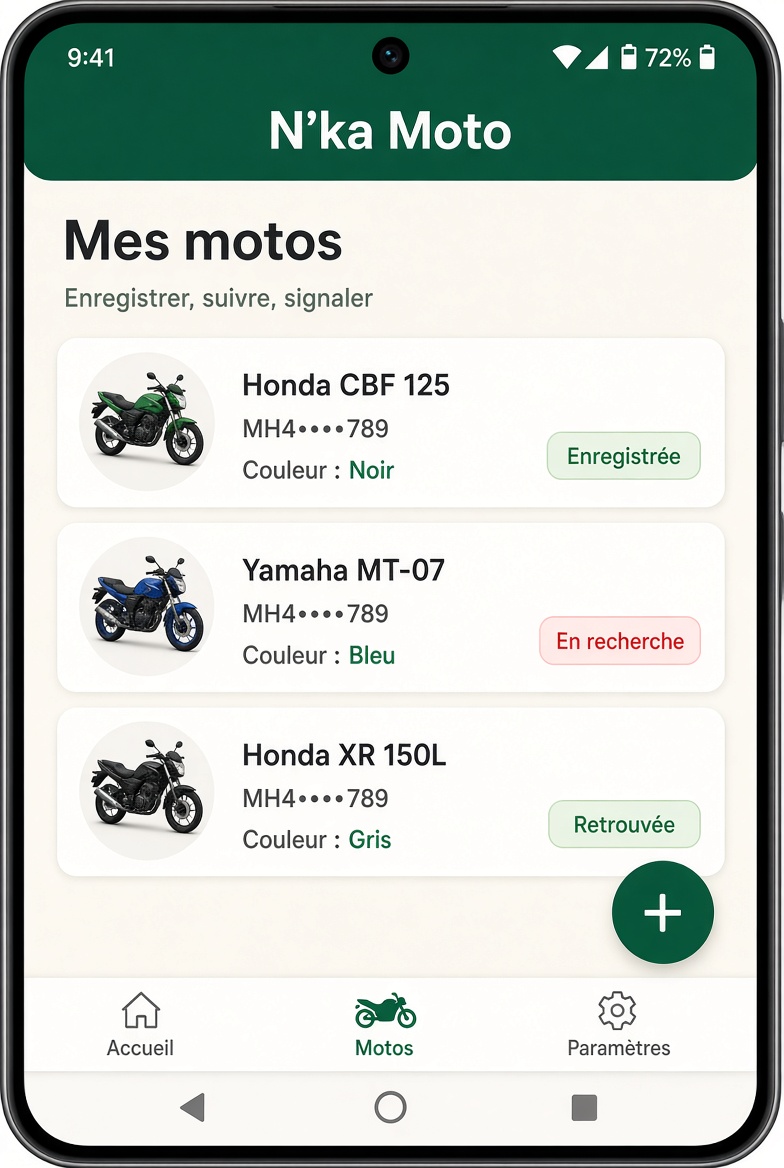 9:41
72%
N’ka Moto
Mes motos
Enregistrer, suivre, signaler
Honda CBF 125
MH4••••789
Couleur : Noir
Enregistrée
Yamaha MT-07
MH4••••789
Couleur : Bleu
En recherche
Honda XR 150L
MH4••••789
Couleur : Gris
Retrouvée
+
Accueil
Motos
Paramètres